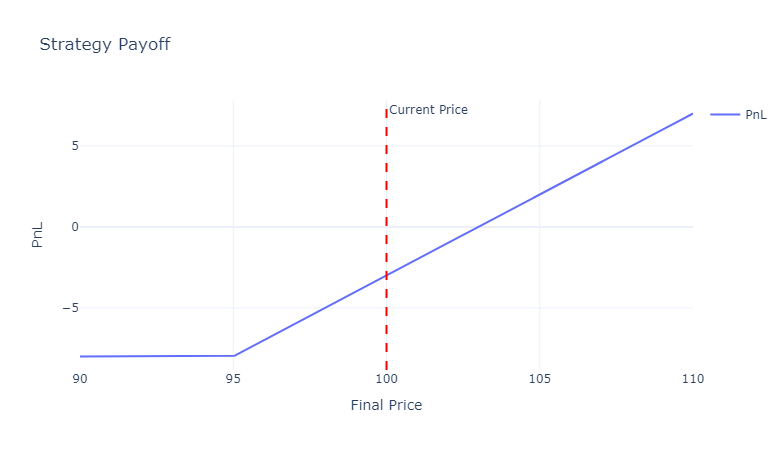 Strategy Payoff
Current Price
PnL
5
0
−5
PnL
90
95
100
105
110
Final Price